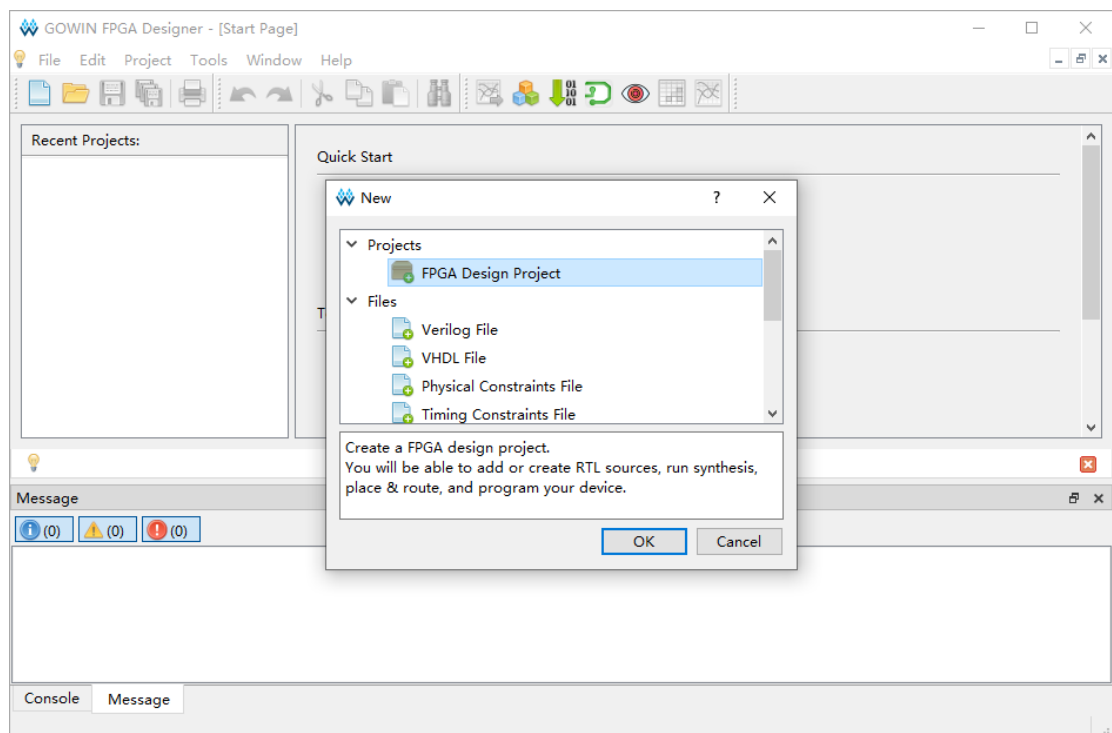 GOWIN FPGA Designer - [Start Page]
File Edit Project Tools Window Help
01
10
01
Recent Projects:
Quick Start
New
?
Projects
FPGA Design Project
T
Files
Verilog File
VHDL File
Physical Constraints File
Timing Constraints File
Create a FPGA design project.
You will be able to add or create RTL sources, run synthesis,
place & route, and program your device.
OK Cancel
Message
(0) (0) (0)
Console Message